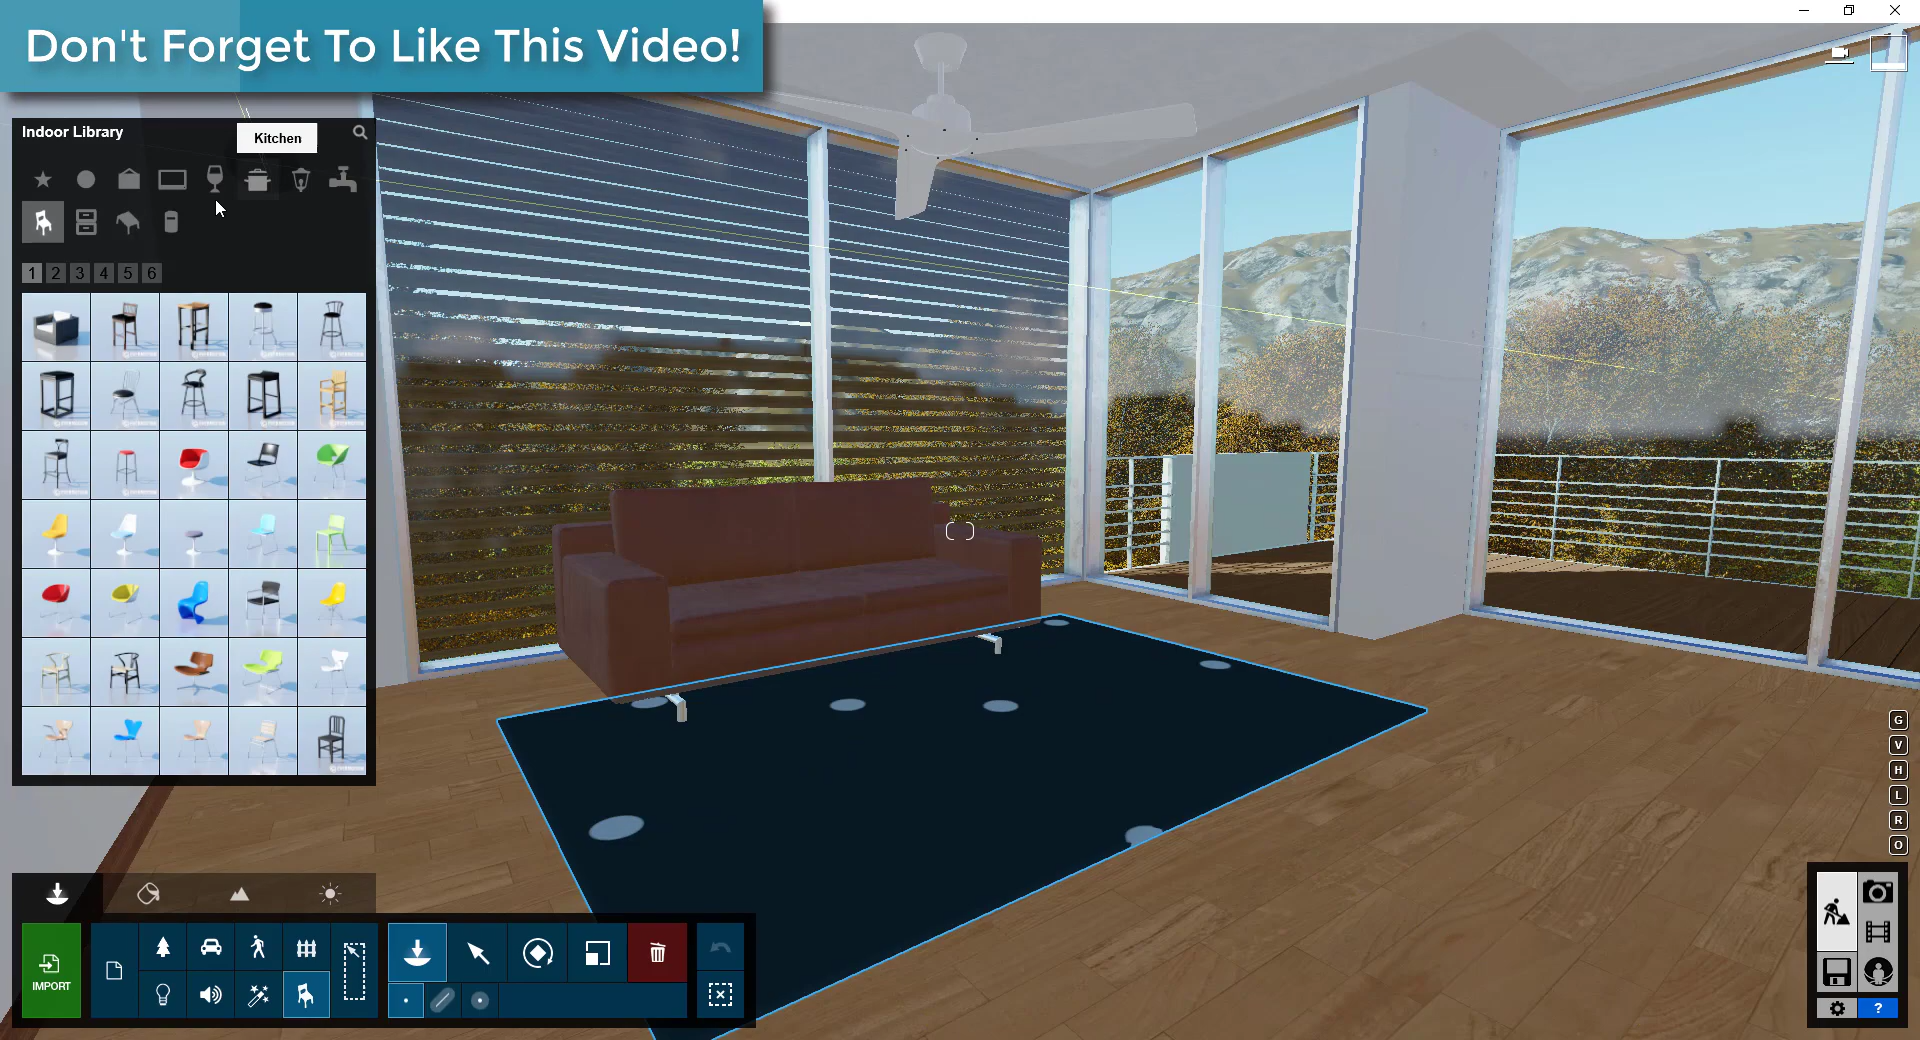 Don't Forget To Like This Video!
Indoor Library
Kitchen
1 2 3 4 5 6
G
V
H
L
R
O
IMPORT
?